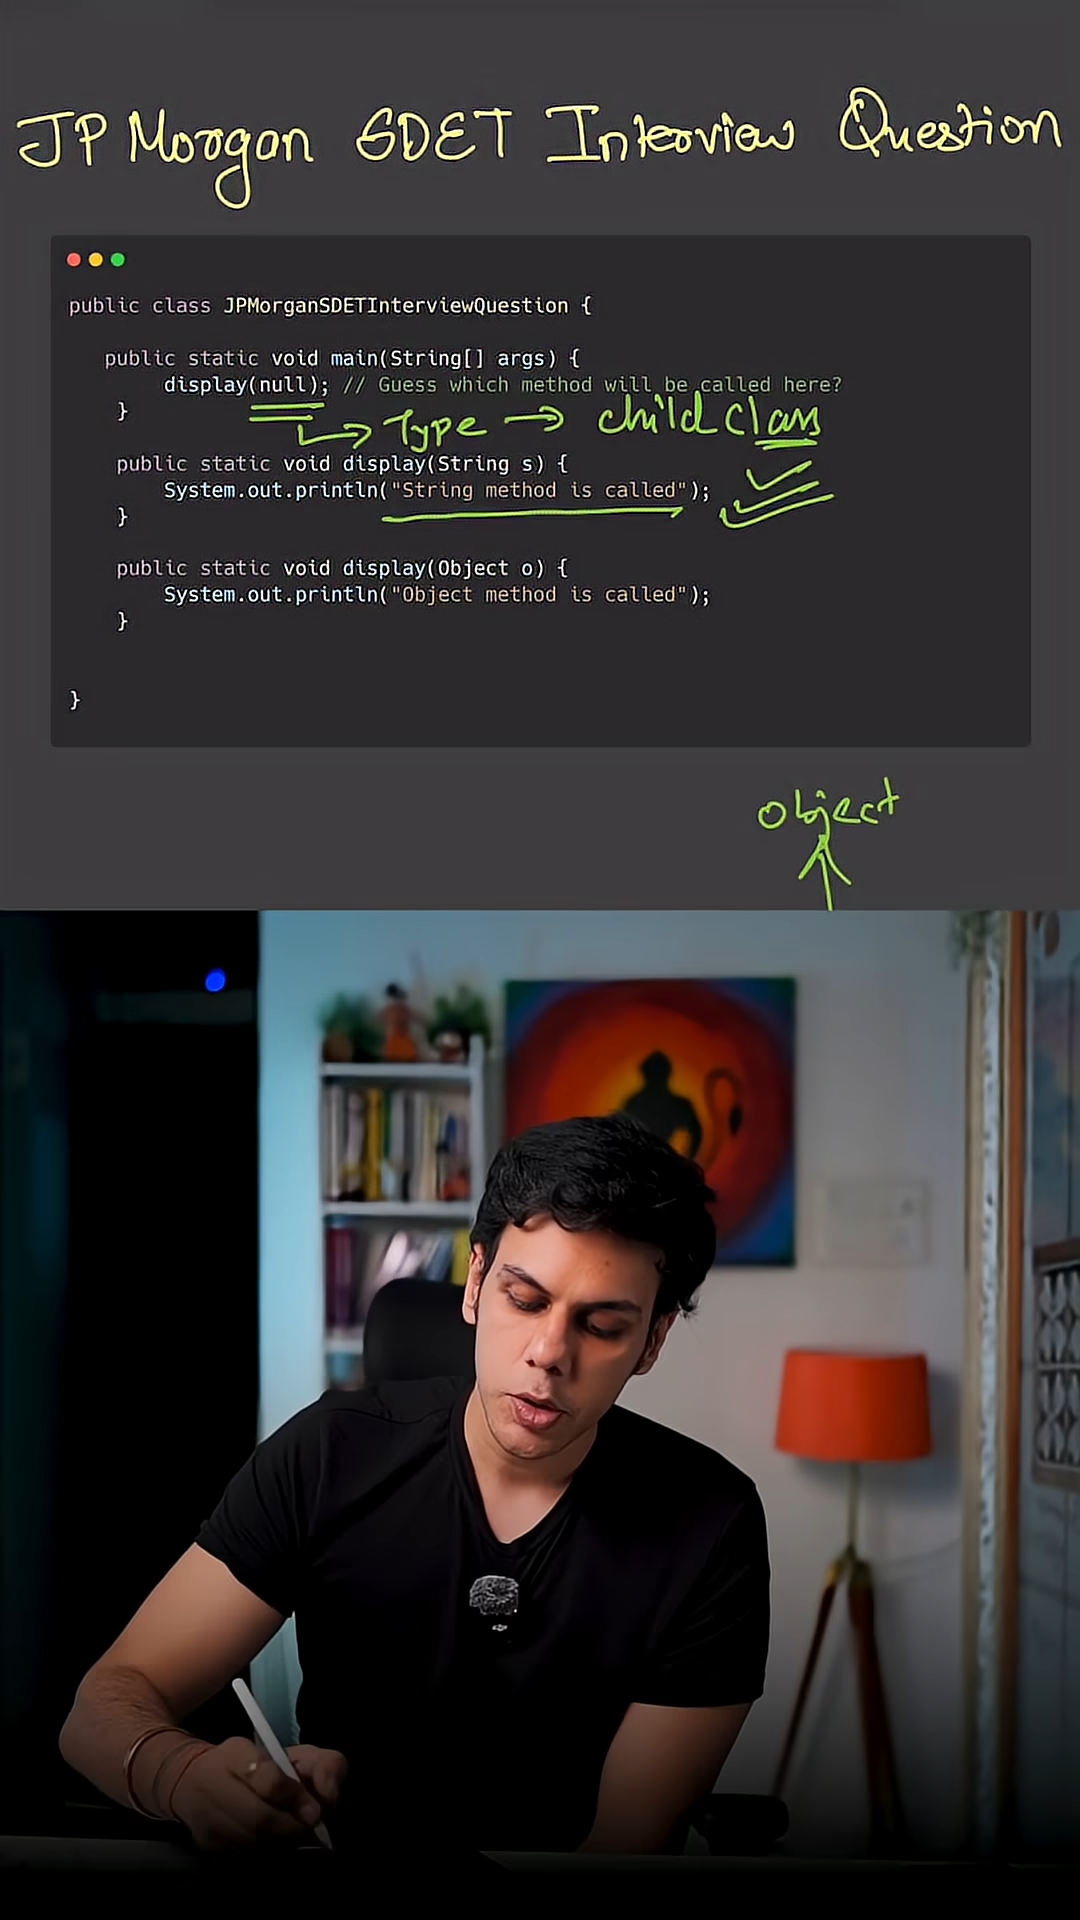 JP Morgan SDET Interview Question
public class JPMorganSDETInterviewQuestion {
public static void main(String[] args) {
display(null); // Guess which method will be called here?
}
Type → child class
public static void display(String s) {
System.out.println("String method is called");
}
public static void display(Object o) {
System.out.println("Object method is called");
}
}
object